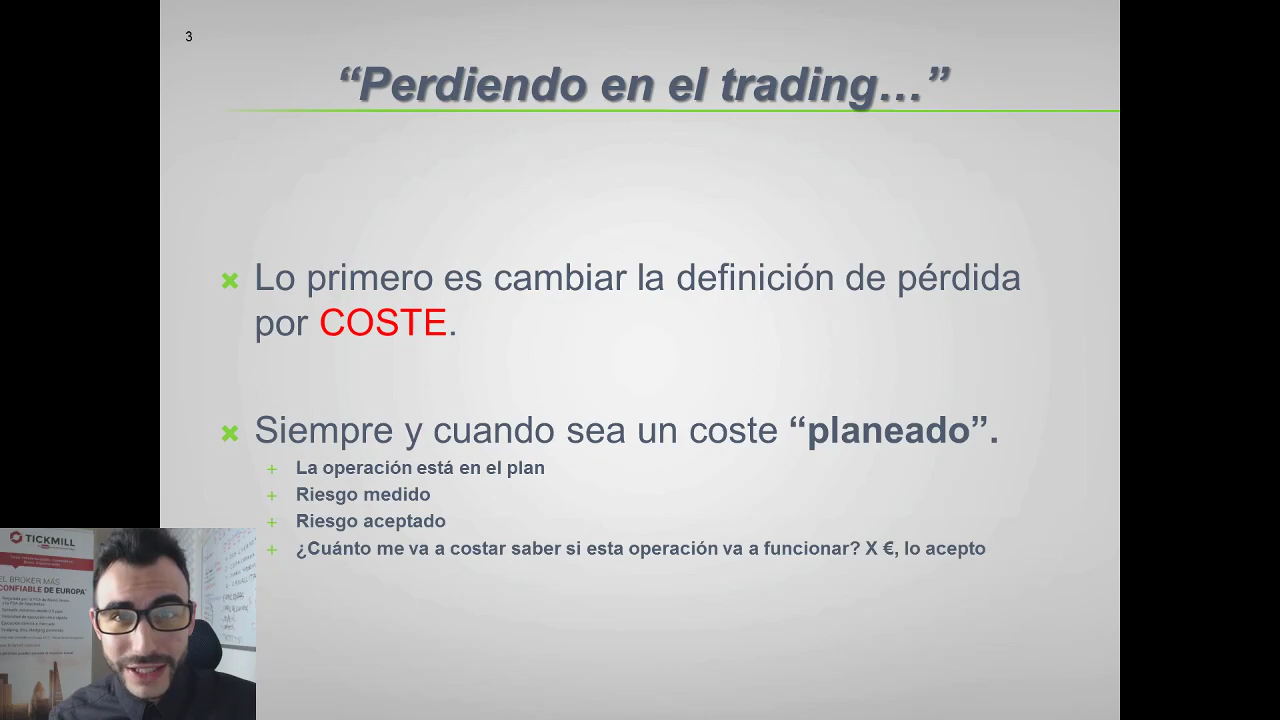 3
“Perdiendo en el trading…”
Lo primero es cambiar la definición de pérdida
por COSTE.
Siempre y cuando sea un coste “planeado”.
La operación está en el plan
Riesgo medido
Riesgo aceptado
¿Cuánto me va a costar saber si esta operación va a funcionar? X €, lo acepto
TICKMILL
EL BROKER MÁS
CONFIABLE DE EUROPA